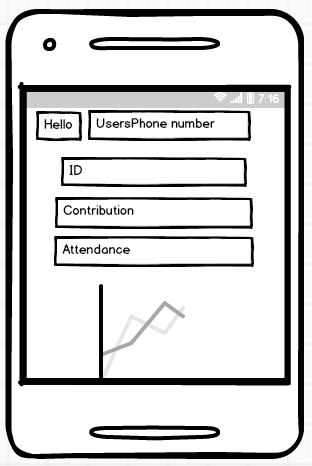 7:16
Hello
UsersPhone number
ID
Contribution
Attendance